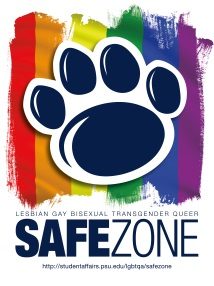 LESBIAN GAY BISEXUAL TRANSGENDER QUEER
SAFEZONE
http://studentaffairs.psu.edu/lgbtqa/safezone